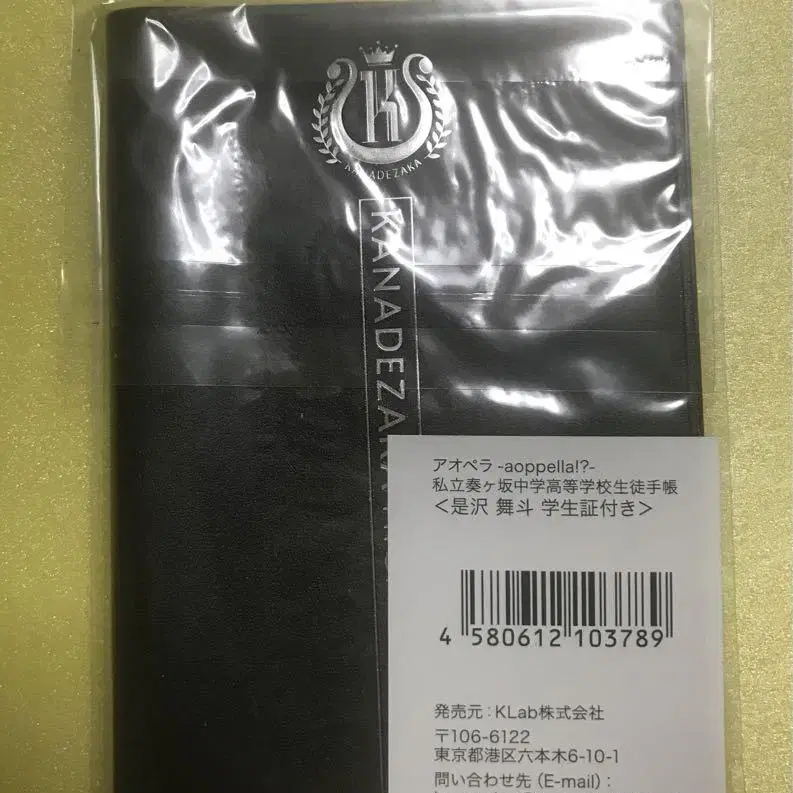 K
KANADEZAKA
KANADEZAKA
アオペラ -aoppella!?-
私立奏ヶ坂中学高等学校生徒手帳
＜是沢 舞斗 学生証付き＞
4 580612 103789
発売元：KLab株式会社
〒106-6122
東京都港区六本木6-10-1
問い合わせ先（E-mail）：